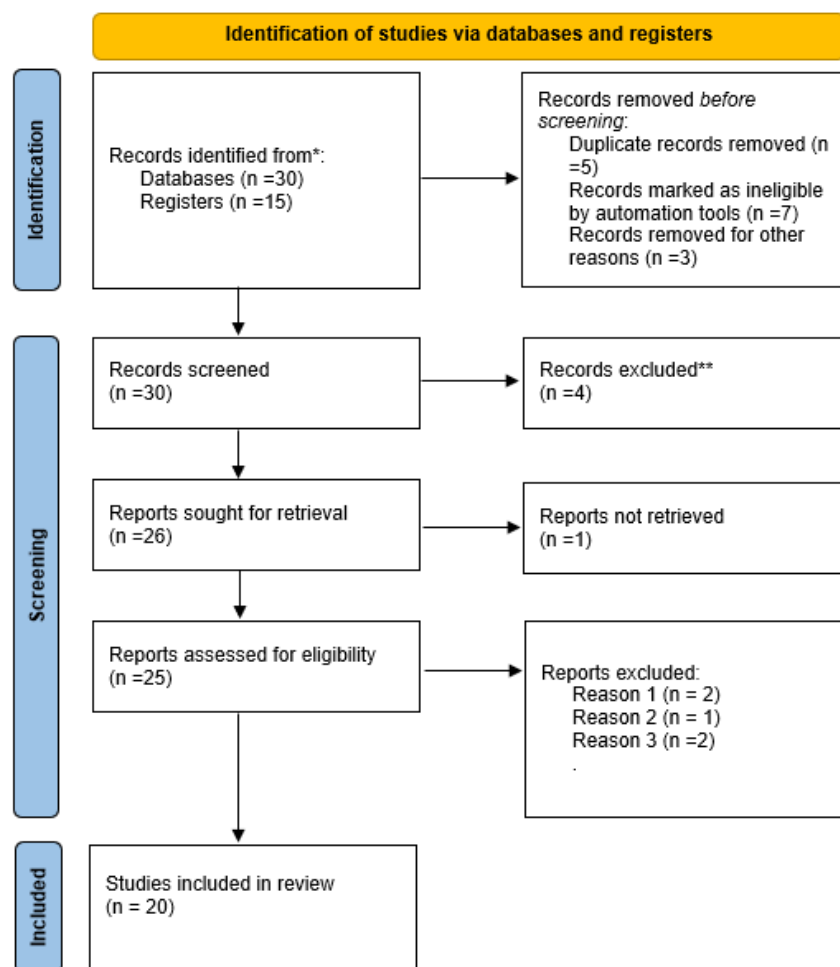 Identification of studies via databases and registers
Identification
Records identified from*:
Databases (n =30)
Registers (n =15)
Records removed before
screening:
Duplicate records removed (n
=5)
Records marked as ineligible
by automation tools (n =7)
Records removed for other
reasons (n =3)
Screening
Records screened
(n =30)
Records excluded**
(n =4)
Reports sought for retrieval
(n =26)
Reports not retrieved
(n =1)
Reports assessed for eligibility
(n =25)
Reports excluded:
Reason 1 (n = 2)
Reason 2 (n = 1)
Reason 3 (n =2)
.
Included
Studies included in review
(n = 20)